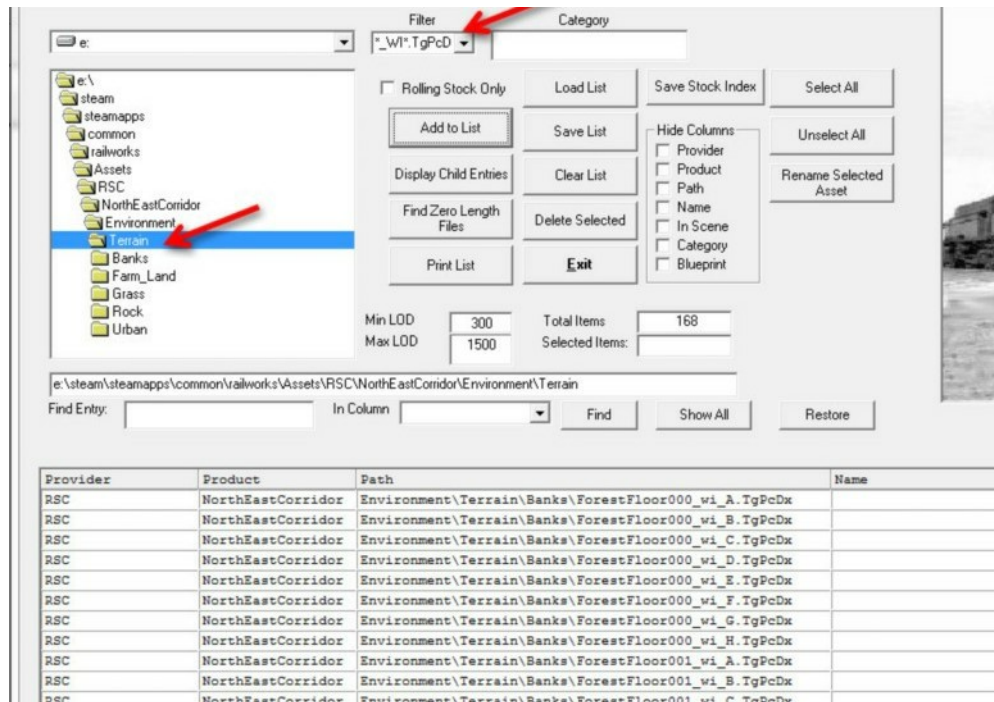 Filter Category
e: "_WI".TgPcD
e:\
steam
steamapps
common
railworks
Assets
RSC
NorthEastCorridor
Environment
Terrain
Banks
Farm_Land
Grass
Rock
Urban
Rolling Stock Only Load List Save Stock Index Select All
Add to List Save List Hide Columns Unselect All
Provider
Display Child Entries Clear List Product Rename Selected
Path Asset
Find Zero Length Delete Selected Name
Files In Scene
Category
Print List Exit Blueprint
Min LOD 300 Total Items 168
Max LOD 1500 Selected Items:
e:\steam\steamapps\common\railworks\Assets\RSC\NorthEastCorridor\Environment\Terrain
Find Entry: In Column Find Show All Restore
Provider Product Path Name
RSC NorthEastCorridor Environment\Terrain\Banks\ForestFloor000_wi_A.TgPcDx
RSC NorthEastCorridor Environment\Terrain\Banks\ForestFloor000_wi_B.TgPcDx
RSC NorthEastCorridor Environment\Terrain\Banks\ForestFloor000_wi_C.TgPcDx
RSC NorthEastCorridor Environment\Terrain\Banks\ForestFloor000_wi_D.TgPcDx
RSC NorthEastCorridor Environment\Terrain\Banks\ForestFloor000_wi_E.TgPcDx
RSC NorthEastCorridor Environment\Terrain\Banks\ForestFloor000_wi_F.TgPcDx
RSC NorthEastCorridor Environment\Terrain\Banks\ForestFloor000_wi_G.TgPcDx
RSC NorthEastCorridor Environment\Terrain\Banks\ForestFloor000_wi_H.TgPcDx
RSC NorthEastCorridor Environment\Terrain\Banks\ForestFloor001_wi_A.TgPcDx
RSC NorthEastCorridor Environment\Terrain\Banks\ForestFloor001_wi_B.TgPcDx
RSC NorthEastCorridor Environment\Terrain\Banks\ForestFloor001_wi_C.TgPcDx